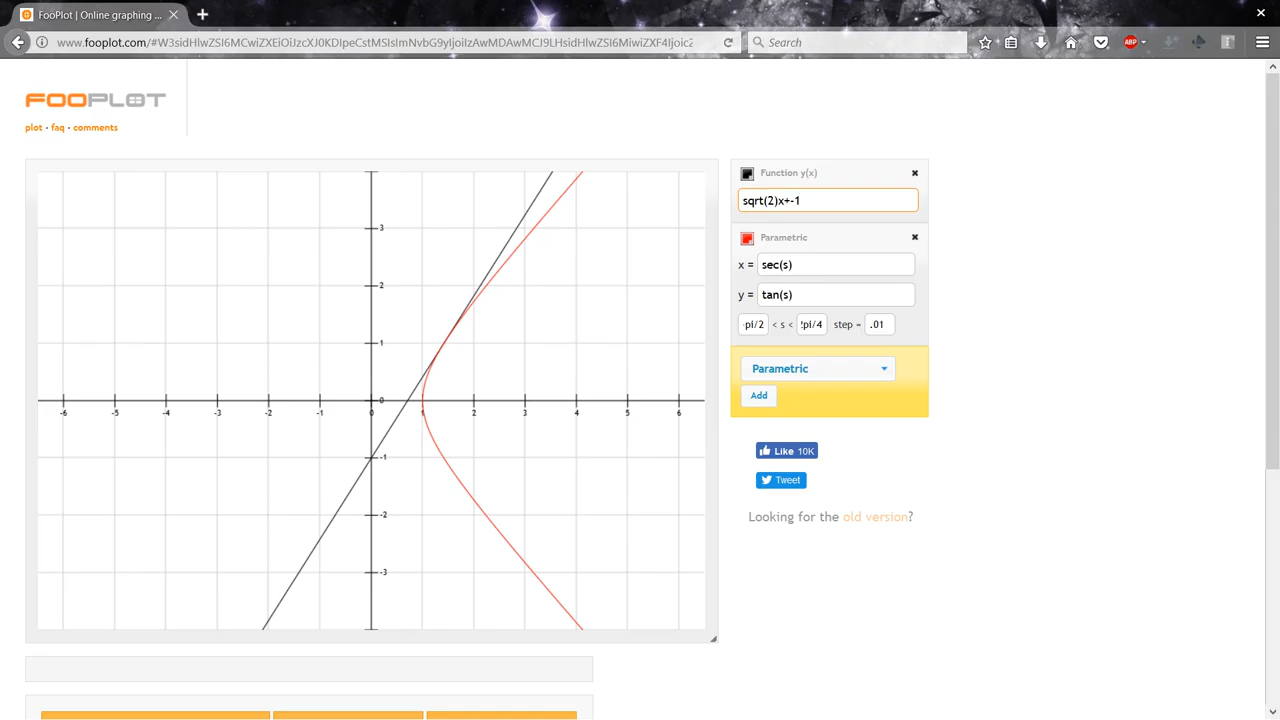 FooPlot | Online graphing ...
www.fooplot.com/#W3sidHlwZSI6MCwiZXEiOiJzcXJ0KDIpeCstMSIsImNvbG9yIjoiIzAwMDAwMCJ9LHsidHlwZSI6MiwiZXF4Ijoic2
Search
ABP
FOOPLOT
plot · faq · comments
Function y(x)
sqrt(2)x+-1
Parametric
x = sec(s)
y = tan(s)
pi/2 < s < !pi/4 step = .01
Parametric
Add
Like 10K
Tweet
Looking for the old version?
3
2
1
-6 -5 -4 -3 -2 -1 0 0 1 2 3 4 5 6
-1
-2
-3